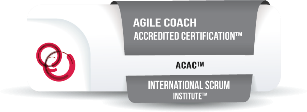 AGILE COACH
ACCREDITED CERTIFICATION™
ACAC™
INTERNATIONAL SCRUM
INSTITUTE™